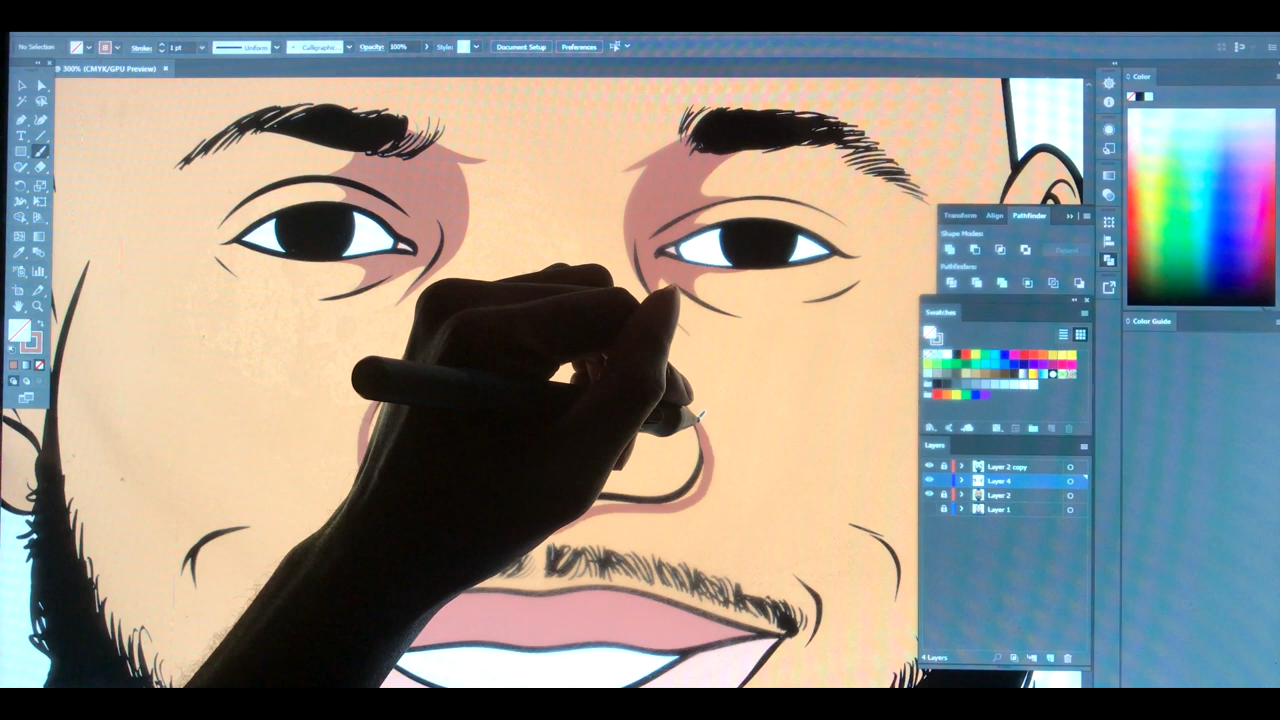 No Selection Stroke: 1 pt Uniform Opacity: 100% Style: Document Setup Preferences
300% (CMYK/GPU Preview) ×
Color
Transform Align Pathfinder
Shape Modes:
Pathfinders:
Swatches
Color Guide
Layers
Layer 2 copy
Layer 4
Layer 2
Layer 1
4 Layers